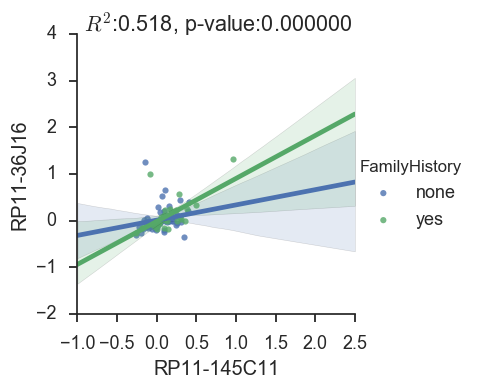 R²:0.518, p-value:0.000000
4
3
2
1
0
−1
−2
RP11-36J16
−1.0 −0.5 0.0 0.5 1.0 1.5 2.0 2.5
RP11-145C11
FamilyHistory
none
yes